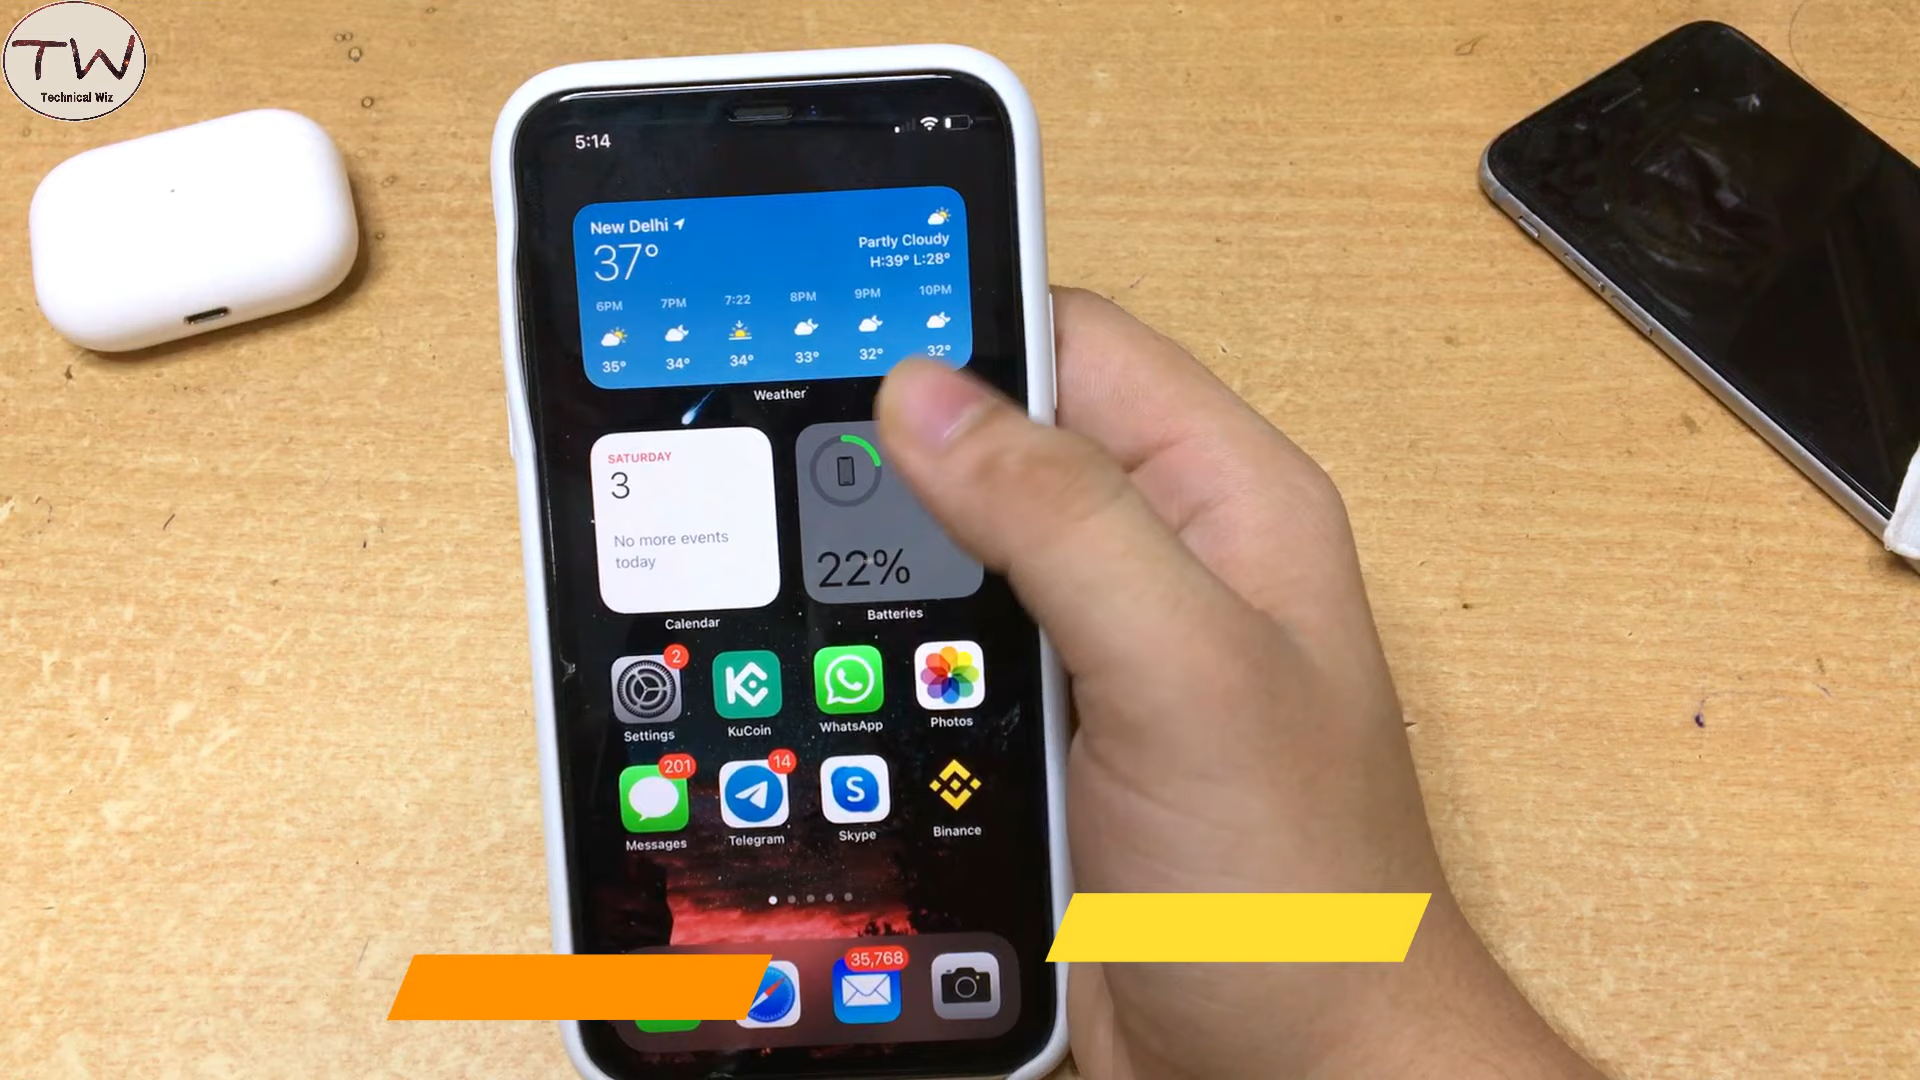 TW
Technical Wiz
5:14
New Delhi
37°
Partly Cloudy
H:39° L:28°
6PM 7PM 7:22 8PM 9PM 10PM
35° 34° 34° 33° 32° 32°
Weather
SATURDAY
3
No more events
today
Calendar
22%
Batteries
2
Settings
KuCoin
WhatsApp
Photos
201
14
S
Messages
Telegram
Skype
Binance
35,768